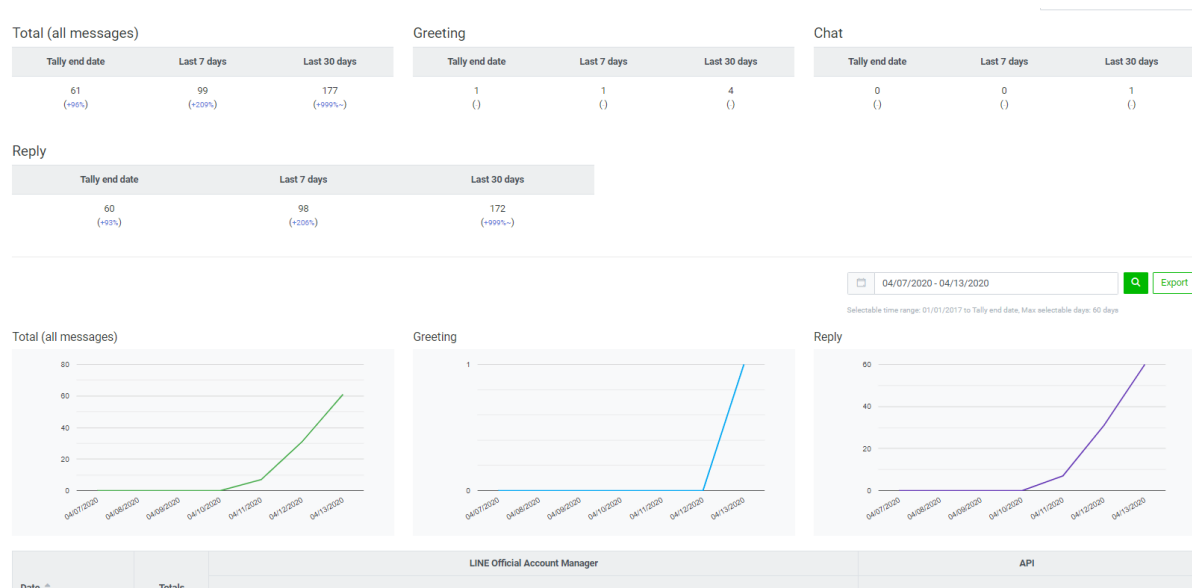 Total (all messages)
Greeting
Chat
Tally end date Last 7 days Last 30 days
Tally end date Last 7 days Last 30 days
Tally end date Last 7 days Last 30 days
61 99 177
(+96%) (+209%) (+999%~)
1 1 4
() () ()
0 0 1
() () ()
Reply
Tally end date Last 7 days Last 30 days
60 98 172
(+93%) (+206%) (+999%~)
04/07/2020 - 04/13/2020
Export
Selectable time range: 01/01/2017 to Tally end date, Max selectable days: 60 days
Total (all messages)
80
60
40
20
0
04/07/2020 04/08/2020 04/09/2020 04/10/2020 04/11/2020 04/12/2020 04/13/2020
Greeting
1
0
04/07/2020 04/08/2020 04/09/2020 04/10/2020 04/11/2020 04/12/2020 04/13/2020
Reply
60
40
20
0
04/07/2020 04/08/2020 04/09/2020 04/10/2020 04/11/2020 04/12/2020 04/13/2020
LINE Official Account Manager API
Date Totals